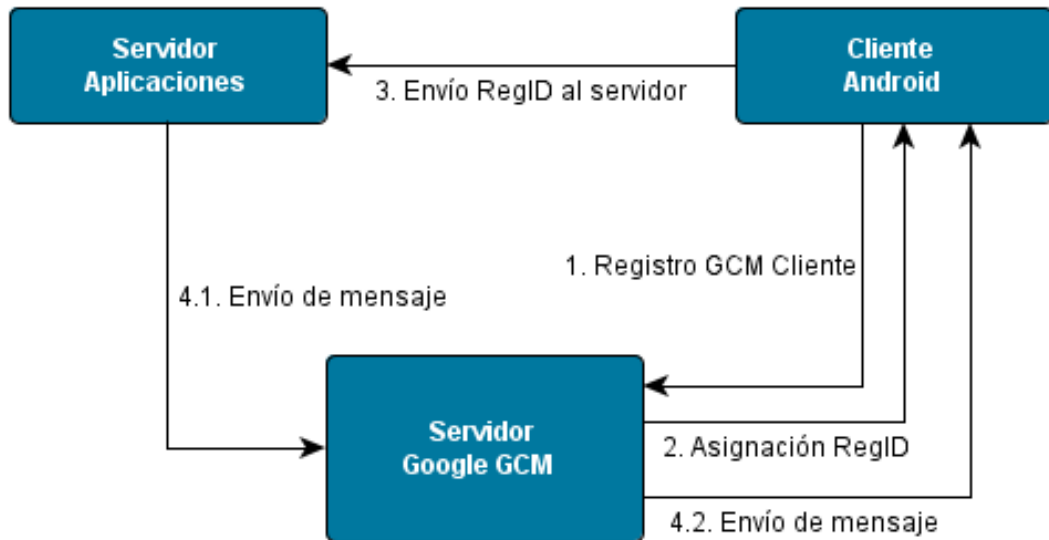 Servidor
Aplicaciones
Cliente
Android
3. Envío RegID al servidor
1. Registro GCM Cliente
4.1. Envío de mensaje
Servidor
Google GCM
2. Asignación RegID
4.2. Envío de mensaje